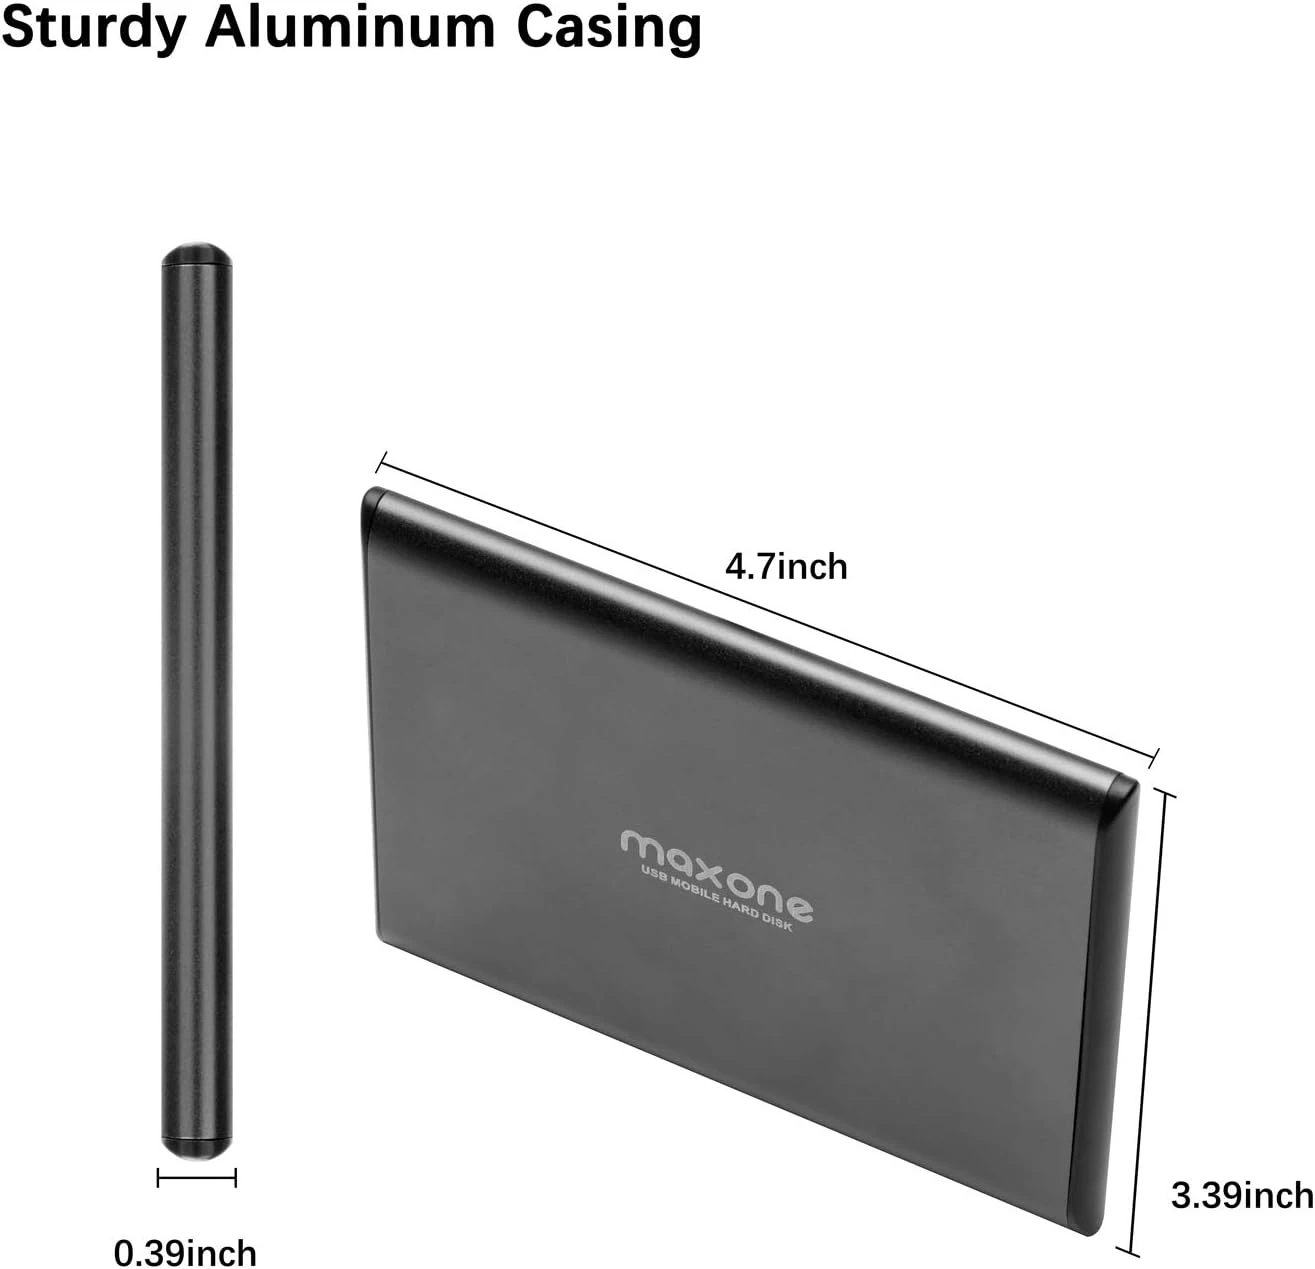 Sturdy Aluminum Casing
4.7inch
maxone
USB MOBILE HARD DISK
3.39inch
0.39inch